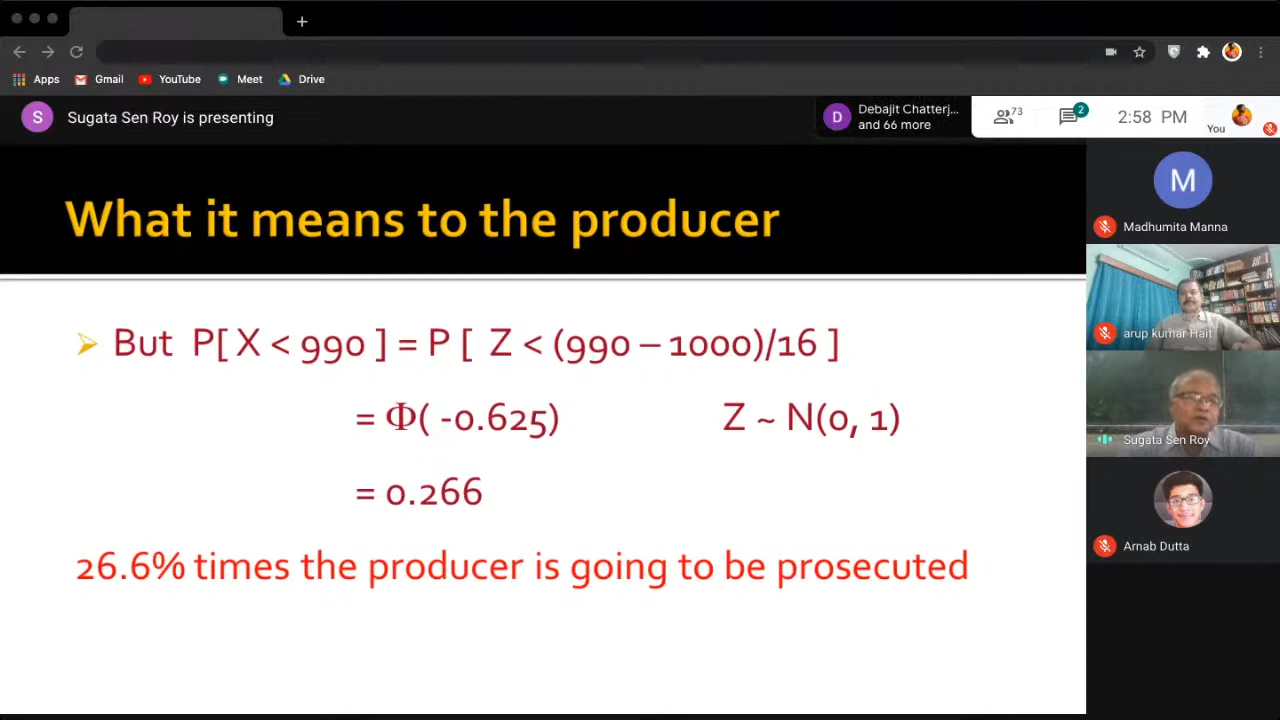 Apps Gmail YouTube Meet Drive
S Sugata Sen Roy is presenting
D Debajit Chatterj...
and 66 more
73
2
2:58 PM
You
What it means to the producer
But P[ X < 990 ] = P [ Z < (990 – 1000)/16 ]
= Φ( -0.625) Z ~ N(0, 1)
= 0.266
26.6% times the producer is going to be prosecuted
M
Madhumita Manna
arup kumar Hait
Sugata Sen Roy
Arnab Dutta